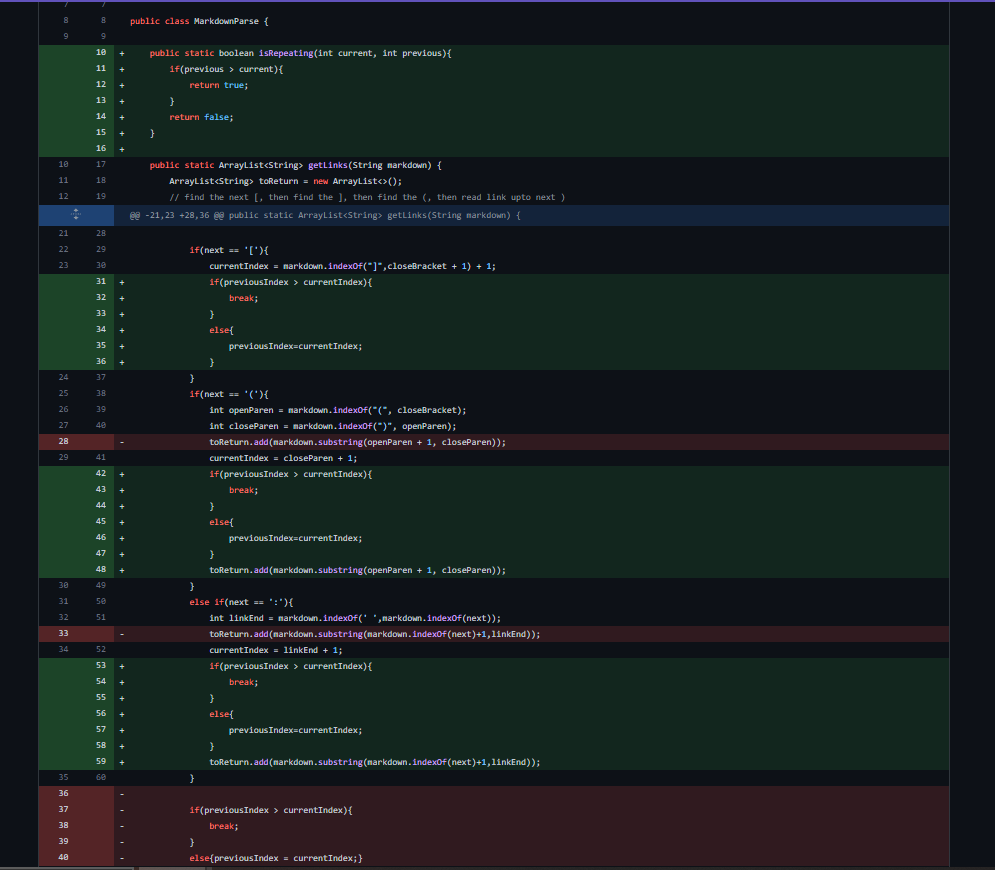 7 7
8 8 public class MarkdownParse {
9 9
10 + public static boolean isRepeating(int current, int previous){
11 + if(previous > current){
12 + return true;
13 + }
14 + return false;
15 + }
16 +
10 17 public static ArrayList<String> getLinks(String markdown) {
11 18 ArrayList<String> toReturn = new ArrayList<>();
12 19 // find the next [, then find the ], then find the (, then read link upto next )
@@ -21,23 +28,36 @@ public static ArrayList<String> getLinks(String markdown) {
21 28
22 29 if(next == '['){
23 30 currentIndex = markdown.indexOf("]",closeBracket + 1) + 1;
31 + if(previousIndex > currentIndex){
32 + break;
33 + }
34 + else{
35 + previousIndex=currentIndex;
36 + }
24 37 }
25 38 if(next == '('){
26 39 int openParen = markdown.indexOf("(", closeBracket);
27 40 int closeParen = markdown.indexOf(")", openParen);
28 - toReturn.add(markdown.substring(openParen + 1, closeParen));
29 41 currentIndex = closeParen + 1;
42 + if(previousIndex > currentIndex){
43 + break;
44 + }
45 + else{
46 + previousIndex=currentIndex;
47 + }
48 + toReturn.add(markdown.substring(openParen + 1, closeParen));
30 49 }
31 50 else if(next == ':'){
32 51 int linkEnd = markdown.indexOf(' ',markdown.indexOf(next));
33 - toReturn.add(markdown.substring(markdown.indexOf(next)+1,linkEnd));
34 52 currentIndex = linkEnd + 1;
53 + if(previousIndex > currentIndex){
54 + break;
55 + }
56 + else{
57 + previousIndex=currentIndex;
58 + }
59 + toReturn.add(markdown.substring(markdown.indexOf(next)+1,linkEnd));
35 60 }
36 -
37 - if(previousIndex > currentIndex){
38 - break;
39 - }
40 - else{previousIndex = currentIndex;}